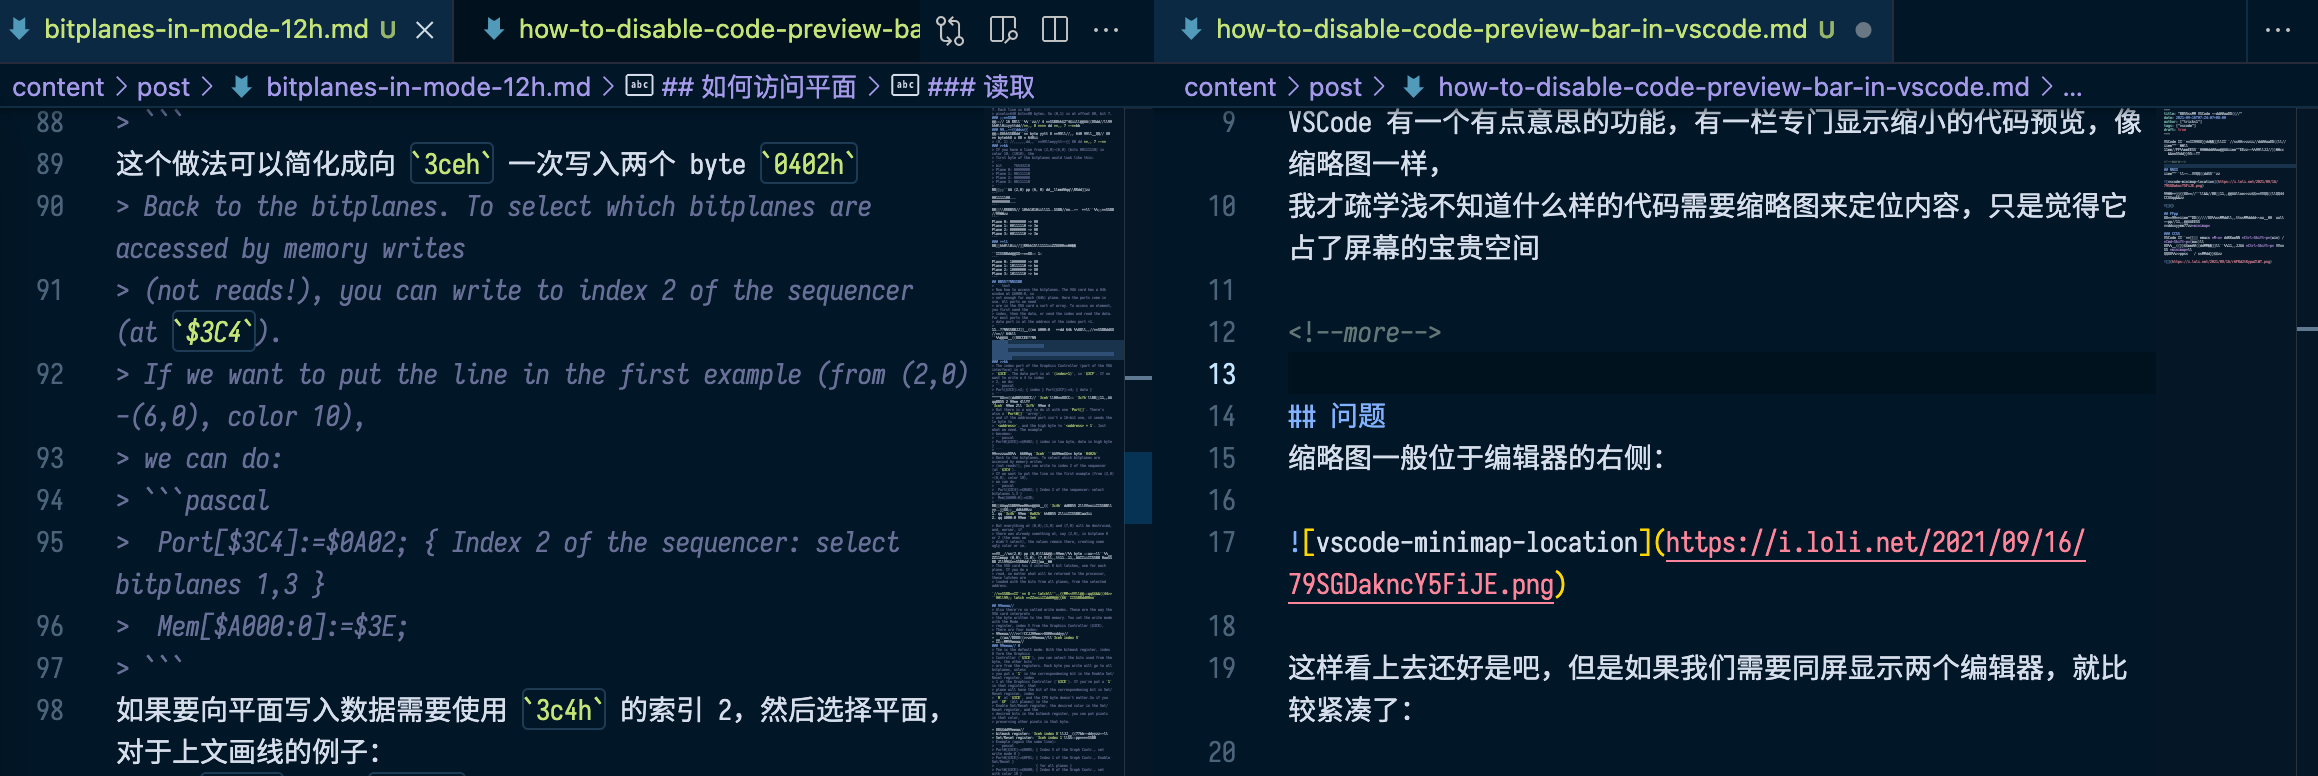 bitplanes-in-mode-12h.md U
how-to-disable-code-preview-ba
how-to-disable-code-preview-bar-in-vscode.md U
content > post > bitplanes-in-mode-12h.md > ## 如何访问平面 > ### 读取
content > post > how-to-disable-code-preview-bar-in-vscode.md > ...
88 > ```
89 这个做法可以简化成向 `3ceh` 一次写入两个 byte `0402h`
90 > Back to the bitplanes. To select which bitplanes are
accessed by memory writes
91 > (not reads!), you can write to index 2 of the sequencer
(at `$3C4`).
92 > If we want to put the line in the first example (from (2,0)
-(6,0), color 10),
93 > we can do:
94 > ```pascal
95 >  Port[$3C4]:=$0A02; { Index 2 of the sequencer: select
bitplanes 1,3 }
96 >  Mem[$A000:0]:=$3E;
97 > ```
98 如果要向平面写入数据需要使用 `3c4h` 的索引 2，然后选择平面，
对于上文画线的例子：
9 VSCode 有一个有点意思的功能，有一栏专门显示缩小的代码预览，像
缩略图一样，
10 我才疏学浅不知道什么样的代码需要缩略图来定位内容，只是觉得它
占了屏幕的宝贵空间
11
12 <!--more-->
13
14 ## 问题
15 缩略图一般位于编辑器的右侧：
16
17 ![vscode-minimap-location](https://i.loli.net/2021/09/16/
79SGDakncY5FiJE.png)
18
19 这样看上去还好是吧，但是如果我们需要同屏显示两个编辑器，就比
较紧凑了：
20